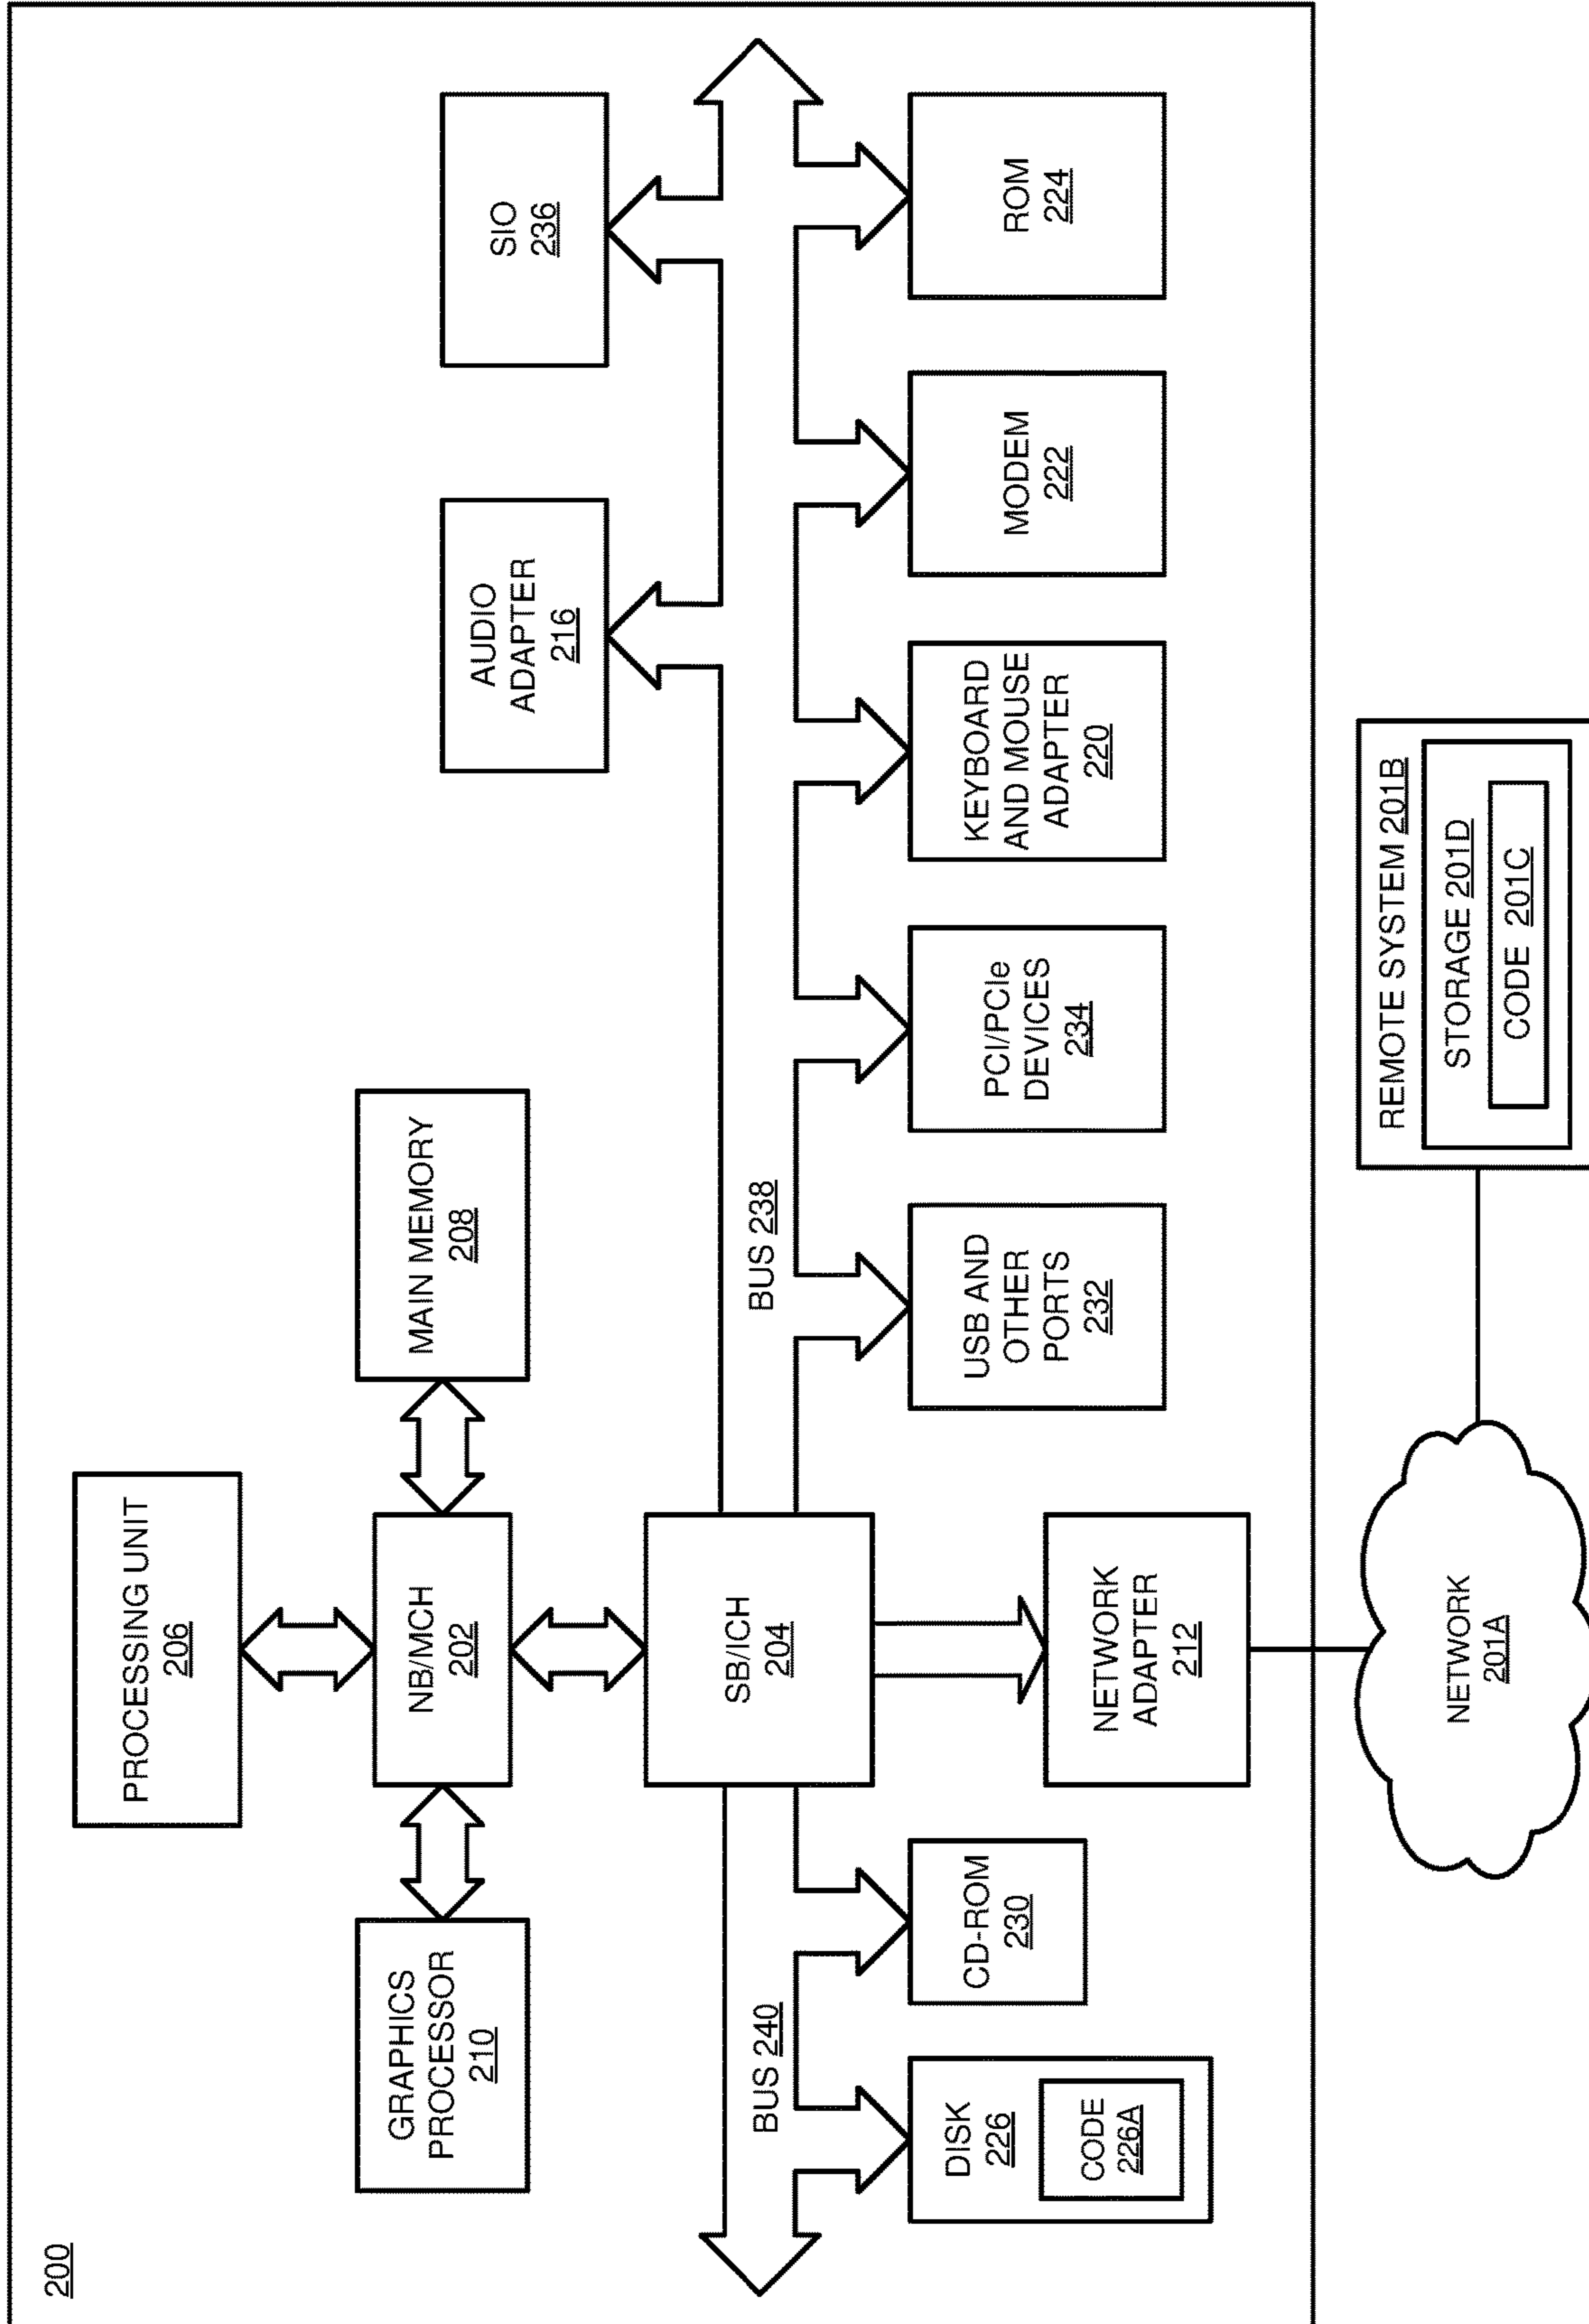 200
PROCESSING UNIT
206
GRAPHICS
PROCESSOR
210
NB/MCH
202
MAIN MEMORY
208
AUDIO
ADAPTER
216
SIO
236
SB/ICH
204
BUS 240
BUS 238
DISK
226
CODE
226A
CD-ROM
230
NETWORK
ADAPTER
212
USB AND
OTHER
PORTS
232
PCI/PCIe
DEVICES
234
KEYBOARD
AND MOUSE
ADAPTER
220
MODEM
222
ROM
224
NETWORK
201A
REMOTE SYSTEM 201B
STORAGE 201D
CODE 201C